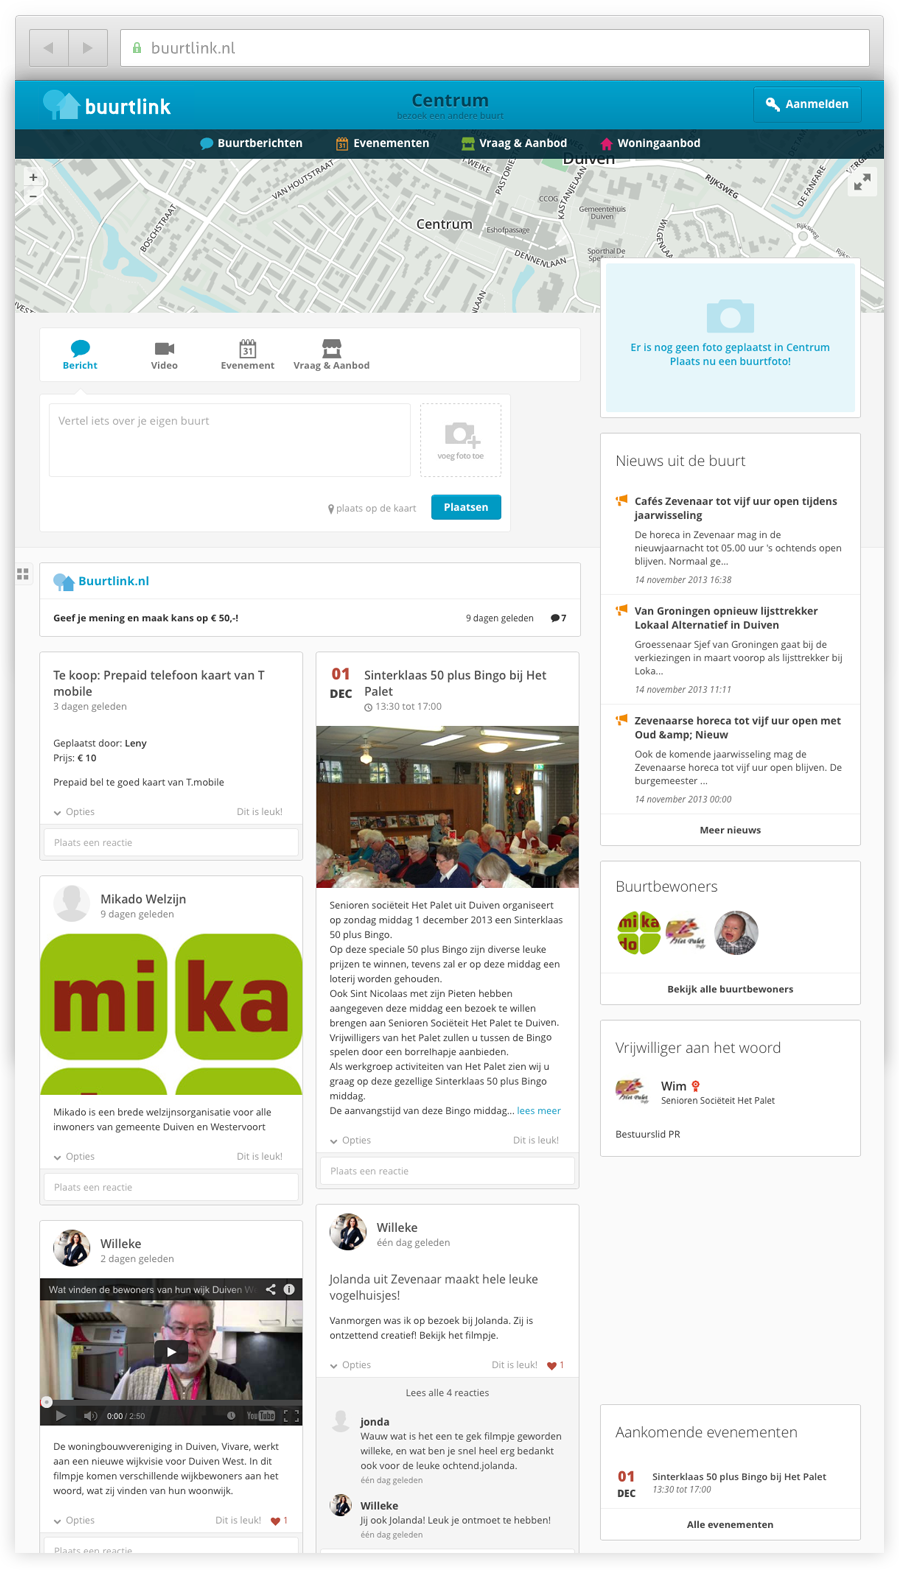 buurtlink.nl
buurtlink
Centrum
bezoek een andere buurt
Aanmelden
Buurtberichten
Evenementen
Vraag & Aanbod
Woningaanbod
Duiven
+
−
VAN HOUTSTRAAT
BOSCHSTRAAT
T.WEIKE
PASTORIE
CCOG
KASTANJELAAN
Gemeentehuis
Duiven
Centrum
Eshofpassage
DENNENLAAN
Sporthal De
WILGEN
RIJKSWEG
DE FANFARE
Rijksweg
Er is nog geen foto geplaatst in Centrum
Plaats nu een buurtfoto!
Bericht
Video
31
Evenement
Vraag & Aanbod
Vertel iets over je eigen buurt
voeg foto toe
plaats op de kaart
Plaatsen
Buurtlink.nl
Geef je mening en maak kans op € 50,-!
9 dagen geleden
7
Te koop: Prepaid telefoon kaart van T
mobile
3 dagen geleden
Geplaatst door: Leny
Prijs: € 10
Prepaid bel te goed kaart van T.mobile
Opties
Dit is leuk!
Plaats een reactie
Mikado Welzijn
9 dagen geleden
mi ka
Mikado is een brede welzijnsorganisatie voor alle
inwoners van gemeente Duiven en Westervoort
Opties
Dit is leuk!
Plaats een reactie
Willeke
2 dagen geleden
Wat vinden de bewoners van hun wijk Duiven W
0:00 / 2:50
YouTube
De woningbouwvereniging in Duiven, Vivare, werkt
aan een nieuwe wijkvisie voor Duiven West. In dit
filmpje komen verschillende wijkbewoners aan het
woord, wat zij vinden van hun woonwijk.
Opties
Dit is leuk!
1
Plaats een reactie
01
DEC
Sinterklaas 50 plus Bingo bij Het
Palet
13:30 tot 17:00
Senioren sociëteit Het Palet uit Duiven organiseert
op zondag middag 1 december 2013 een Sinterklaas
50 plus Bingo.
Op deze speciale 50 plus Bingo zijn diverse leuke
prijzen te winnen, tevens zal er op deze middag een
loterij worden gehouden.
Ook Sint Nicolaas met zijn Pieten hebben
aangegeven deze middag een bezoek te willen
brengen aan Senioren Sociëteit Het Palet te Duiven.
Vrijwilligers van het Palet zullen u tussen de Bingo
spelen door een borrelhapje aanbieden.
Als werkgroep activiteiten van Het Palet zien wij u
graag op deze gezellige Sinterklaas 50 plus Bingo
middag.
De aanvangstijd van deze Bingo middag... lees meer
Opties
Dit is leuk!
Plaats een reactie
Willeke
één dag geleden
Jolanda uit Zevenaar maakt hele leuke
vogelhuisjes!
Vanmorgen was ik op bezoek bij Jolanda. Zij is
ontzettend creatief! Bekijk het filmpje.
Opties
Dit is leuk!
1
Lees alle 4 reacties
jonda
Wauw wat is het een te gek filmpje geworden
willeke, en wat ben je snel heel erg bedankt
ook voor de leuke ochtend.jolanda.
één dag geleden
Willeke
Jij ook Jolanda! Leuk je ontmoet te hebben!
één dag geleden
Nieuws uit de buurt
Cafés Zevenaar tot vijf uur open tijdens
jaarwisseling
De horeca in Zevenaar mag in de
nieuwjaarnacht tot 05.00 uur 's ochtends open
blijven. Normaal ge...
14 november 2013 16:38
Van Groningen opnieuw lijsttrekker
Lokaal Alternatief in Duiven
Groessenaar Sjef van Groningen gaat bij de
verkiezingen in maart voorop als lijsttrekker bij
Loka...
14 november 2013 11:11
Zevenaarse horeca tot vijf uur open met
Oud &amp; Nieuw
Ook de komende jaarwisseling mag de
Zevenaarse horeca tot vijf uur open blijven. De
burgemeester ...
14 november 2013 00:00
Meer nieuws
Buurtbewoners
mi ka
do
Het Palet
Bekijk alle buurtbewoners
Vrijwilliger aan het woord
Het Palet
Wim
Senioren Sociëteit Het Palet
Bestuurslid PR
Aankomende evenementen
01
DEC
Sinterklaas 50 plus Bingo bij Het Palet
13:30 tot 17:00
Alle evenementen